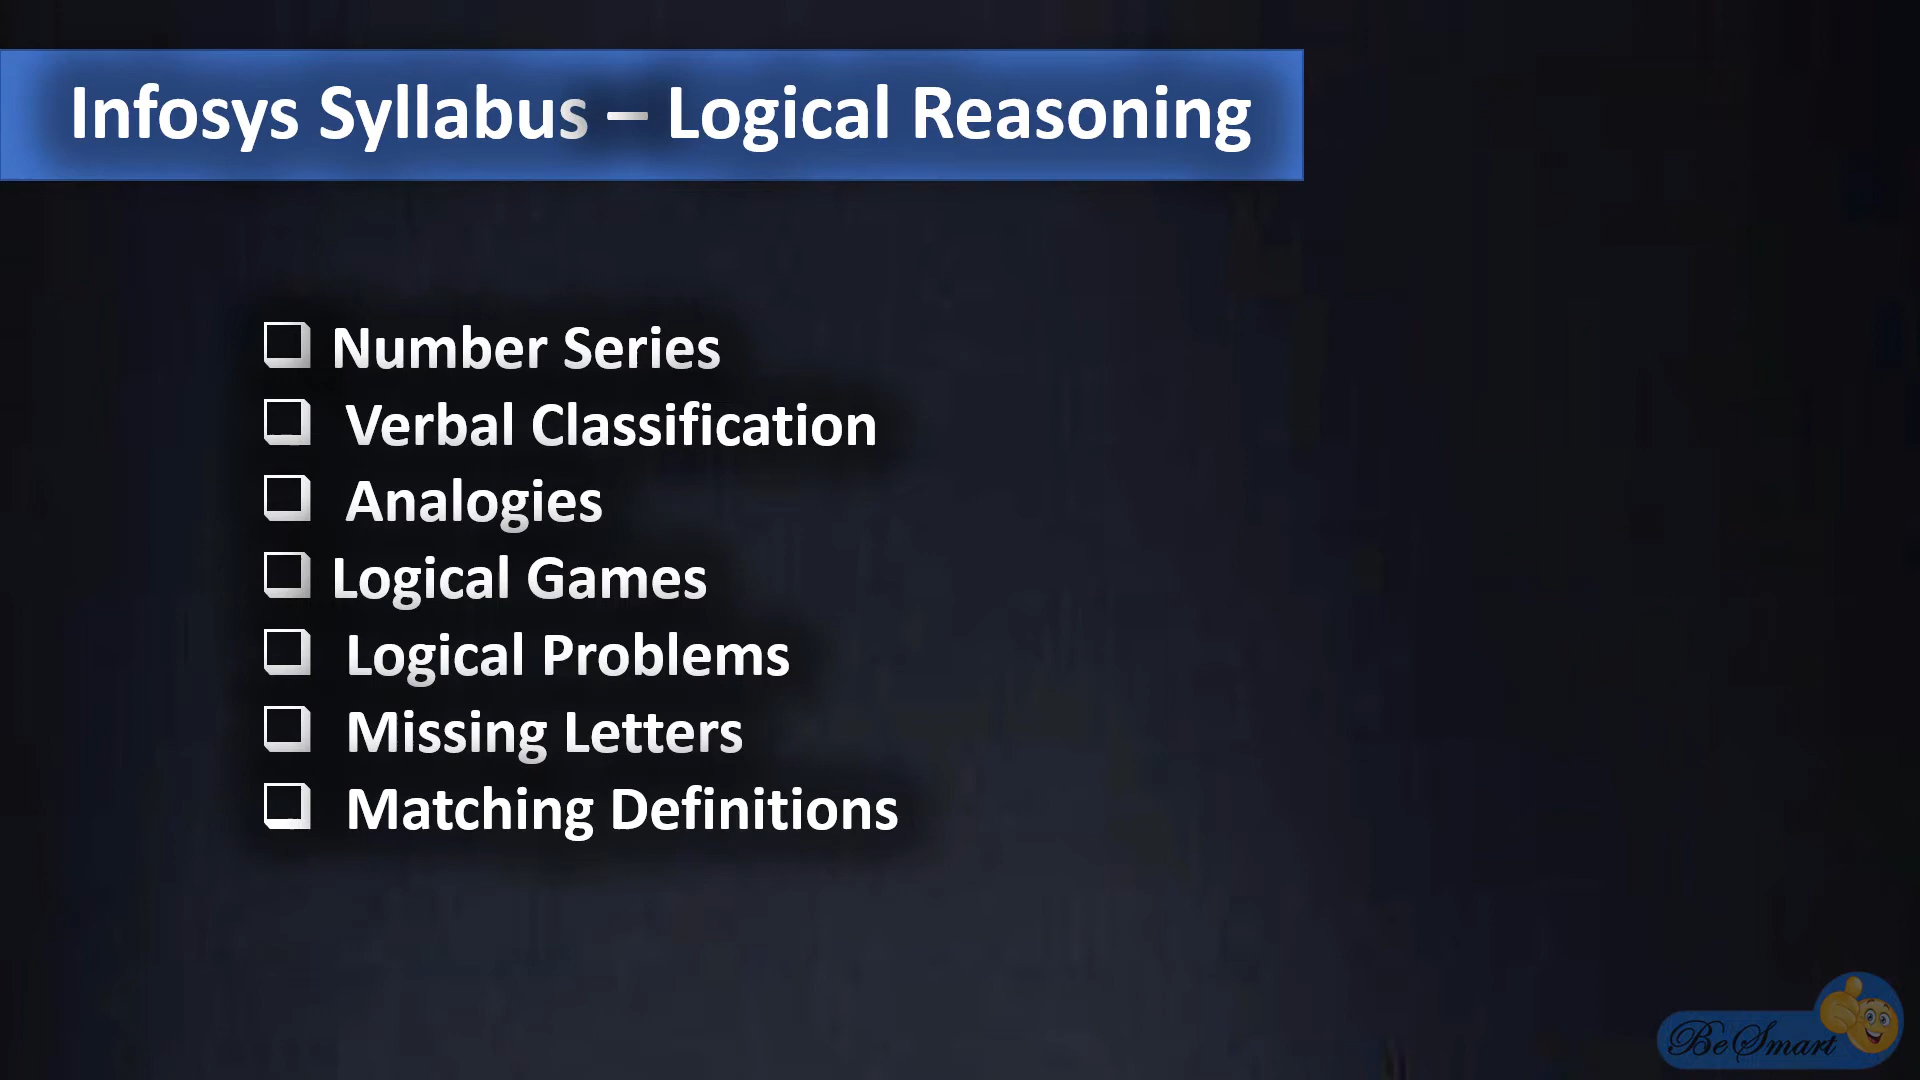 Infosys Syllabus – Logical Reasoning
Number Series
Verbal Classification
Analogies
Logical Games
Logical Problems
Missing Letters
Matching Definitions
BeSmart